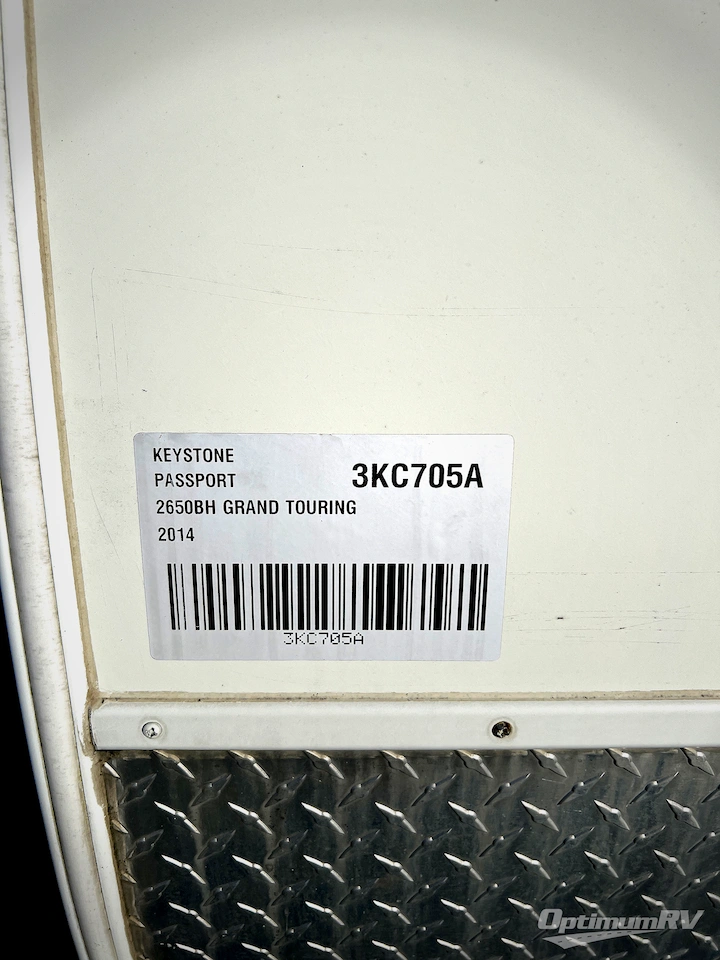 KEYSTONE
PASSPORT
3KC705A
2650BH GRAND TOURING
2014
3KC705A
OptimumRV